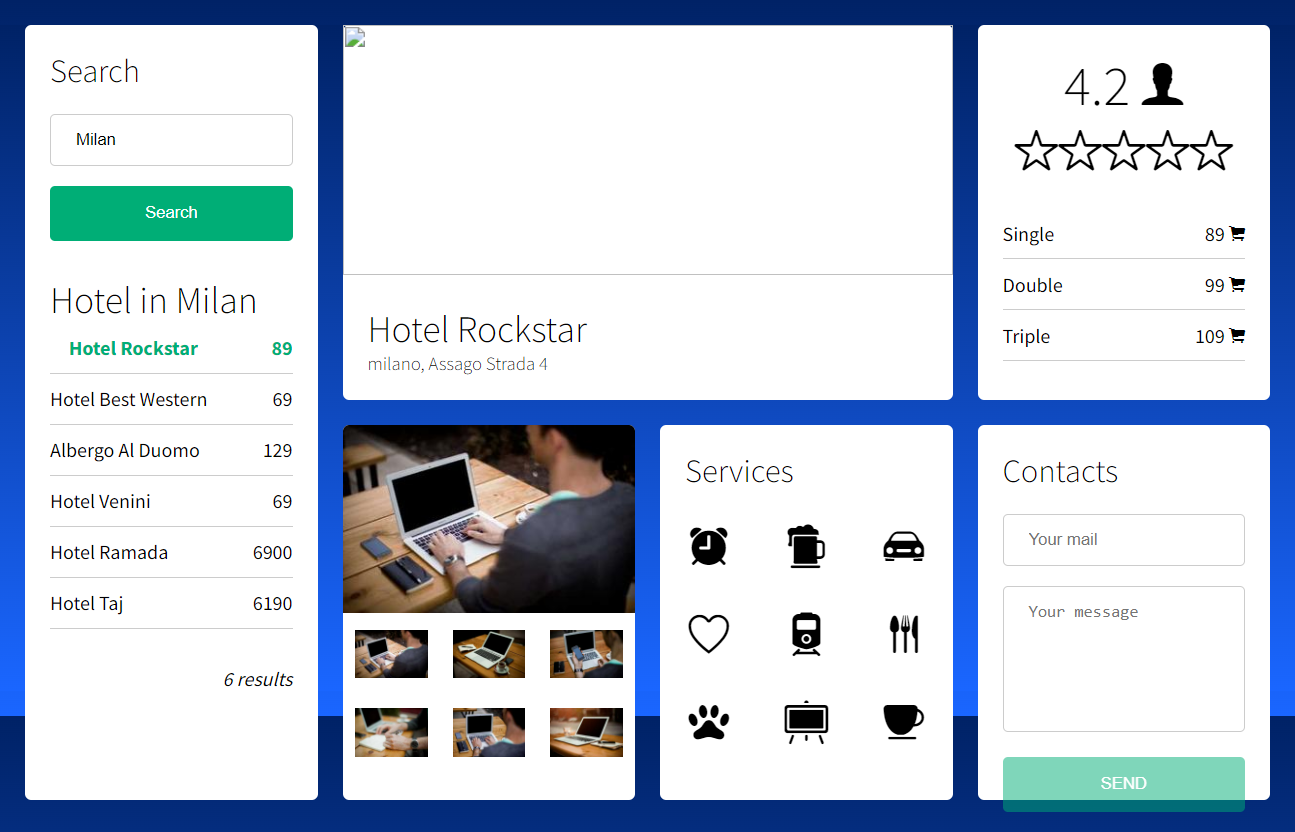 Search
Milan
Search
Hotel in Milan
Hotel Rockstar 89
Hotel Best Western 69
Albergo Al Duomo 129
Hotel Venini 69
Hotel Ramada 6900
Hotel Taj 6190
6 results
Hotel Rockstar
milano, Assago Strada 4
4.2
Single 89
Double 99
Triple 109
Services
Contacts
Your mail
Your message
SEND